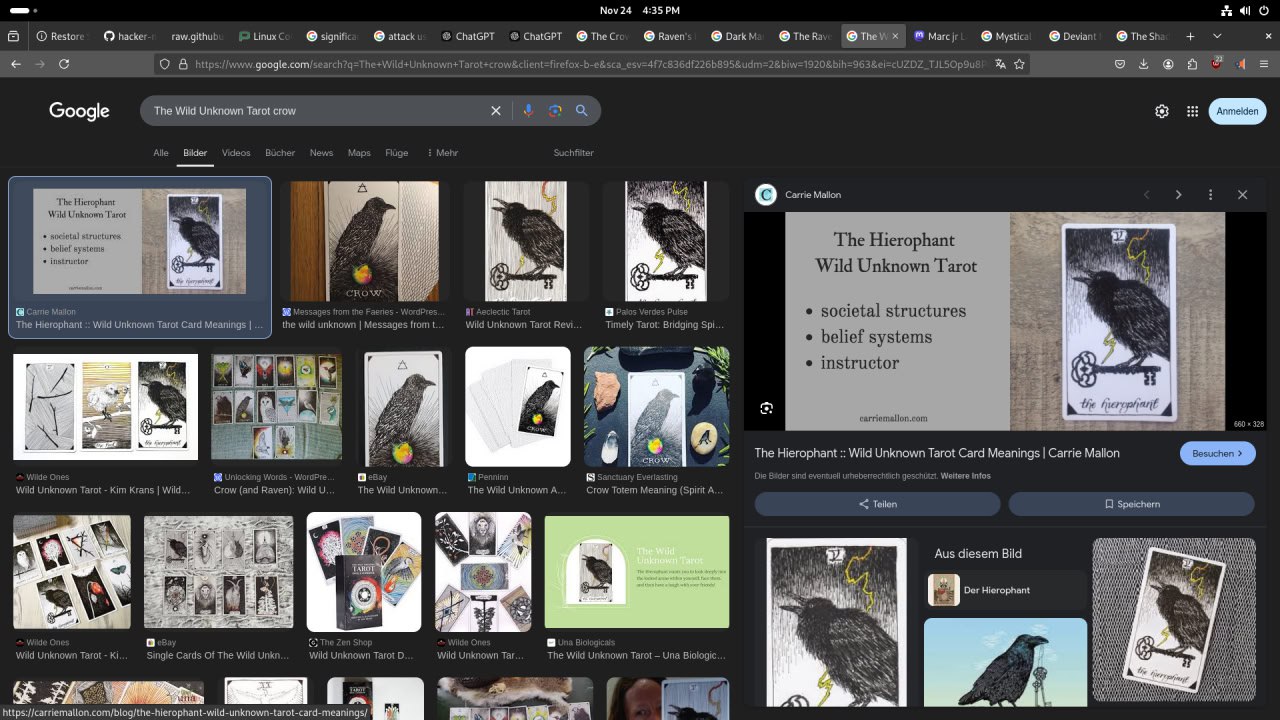 Nov 24 4:35 PM
Restore
hacker-n
raw.githubu
Linux Co
significa
attack us
ChatGPT
ChatGPT
The Crow
Raven's
Dark Ma
The Rave
The W
Marc jr L
Mystical
Deviant
The Sha
https://www.google.com/search?q=The+Wild+Unknown+Tarot+crow&client=firefox-b-e&sca_esv=4f7c836df226b895&udm=2&biw=1920&bih=963&ei=cUZDZ_TJL5Op9u8P
Google
The Wild Unknown Tarot crow
Anmelden
Alle Bilder Videos Bücher News Maps Flüge Mehr Suchfilter
The Hierophant
Wild Unknown Tarot
• societal structures
• belief systems
• instructor
carriemallon.com
Carrie Mallon
The Hierophant :: Wild Unknown Tarot Card Meanings | ...
CROW
Messages from the Faeries - WordPres...
the wild unknown | Messages from t...
Aeclectic Tarot
Wild Unknown Tarot Revi...
Palos Verdes Pulse
Timely Tarot: Bridging Spi...
the hierophant
Wilde Ones
Wild Unknown Tarot - Kim Krans | Wild...
Unlocking Words - WordPre...
Crow (and Raven): Wild U...
eBay
The Wild Unknown...
Penninn
The Wild Unknown A...
CROW
Sanctuary Everlasting
Crow Totem Meaning (Spirit A...
Wilde Ones
Wild Unknown Tarot - Ki...
eBay
Single Cards Of The Wild Unkn...
TAROT
The Zen Shop
Wild Unknown Tarot D...
Wilde Ones
Wild Unknown Tar...
The Wild
Unknown Tarot
Una Biologicals
The Wild Unknown Tarot – Una Biologic...
https://carriemallon.com/blog/the-hierophant-wild-unknown-tarot-card-meanings/
Carrie Mallon
The Hierophant
Wild Unknown Tarot
• societal structures
• belief systems
• instructor
carriemallon.com
the hierophant
660 × 328
The Hierophant :: Wild Unknown Tarot Card Meanings | Carrie Mallon
Besuchen
Die Bilder sind eventuell urheberrechtlich geschützt. Weitere Infos
Teilen
Speichern
Aus diesem Bild
Der Hierophant
the hierophant